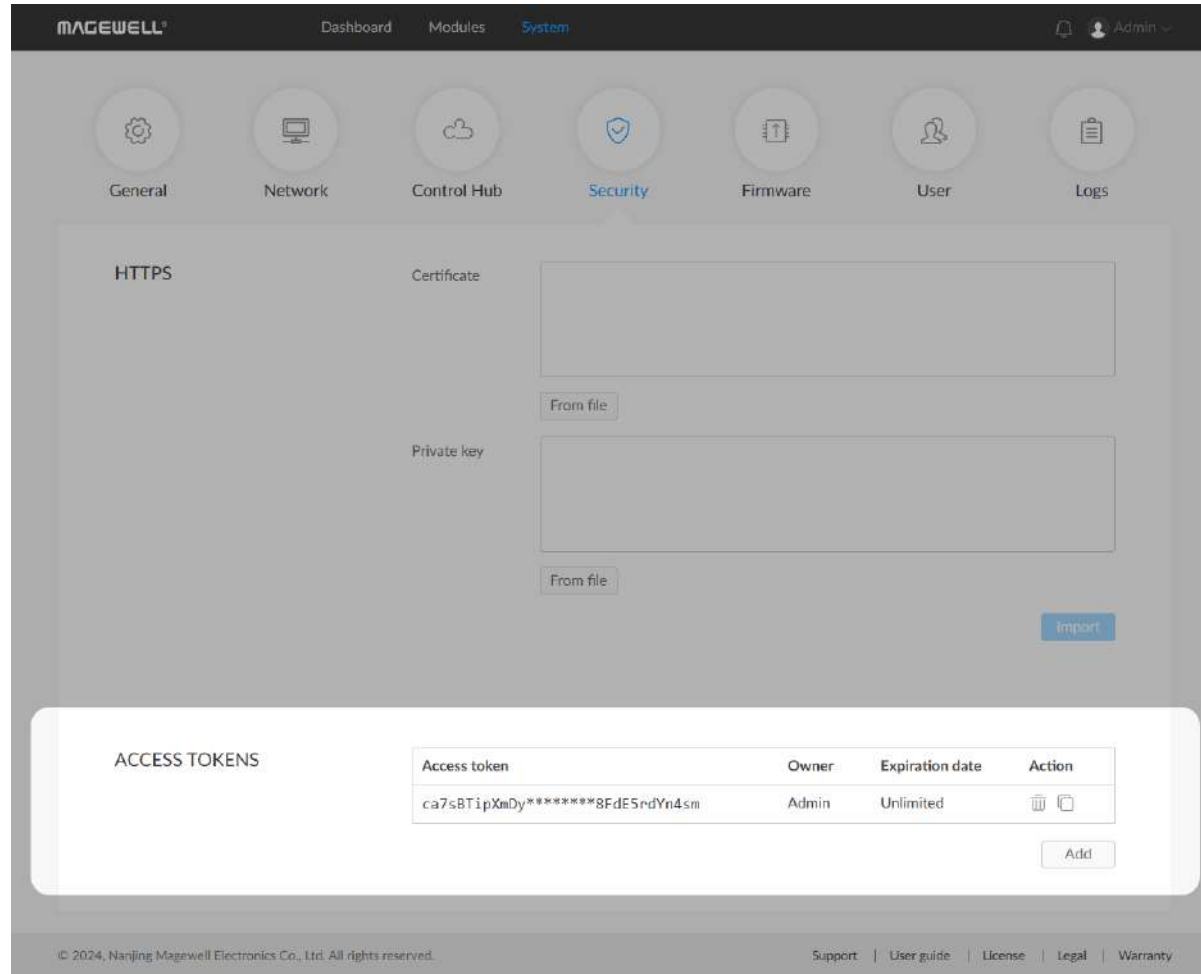 MAGEWELL®
Dashboard Modules System Admin
General Network Control Hub Security Firmware User Logs
HTTPS
Certificate
From file
Private key
From file
Import
ACCESS TOKENS
Access token Owner Expiration date Action
ca7sBTipXmDy********8FdE5rdYn4sm Admin Unlimited
Add
© 2024, Nanjing Magewell Electronics Co., Ltd. All rights reserved. Support | User guide | License | Legal | Warranty